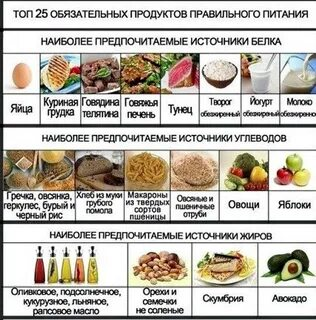 ТОП 25 ОБЯЗАТЕЛЬНЫХ ПРОДУКТОВ ПРАВИЛЬНОГО ПИТАНИЯ
НАИБОЛЕЕ ПРЕДПОЧИТАЕМЫЕ ИСТОЧНИКИ БЕЛКА
Яйца
Куриная
грудка
Говядина
телятина
Говяжья
печень
Тунец
Творог
обезжиренный
Йогурт
обезжиреный
Молоко
обезжиренное
НАИБОЛЕЕ ПРЕДПОЧИТАЕМЫЕ ИСТОЧНИКИ УГЛЕВОДОВ
Гречка, овсянка,
геркулес, бурый и
черный рис
Хлеб из муки
грубого
помола
Макароны
из твёрдых
сортов
пшеницы
Овсяные и
пшеничные
отруби
Овощи
Яблоки
НАИБОЛЕЕ ПРЕДПОЧИТАЕМЫЕ ИСТОЧНИКИ ЖИРОВ
Оливковое, подсолнечное,
кукурузное, льняное,
рапсовое масло
Орехи и
семечки
не соленые
Скумбрия
Авокадо